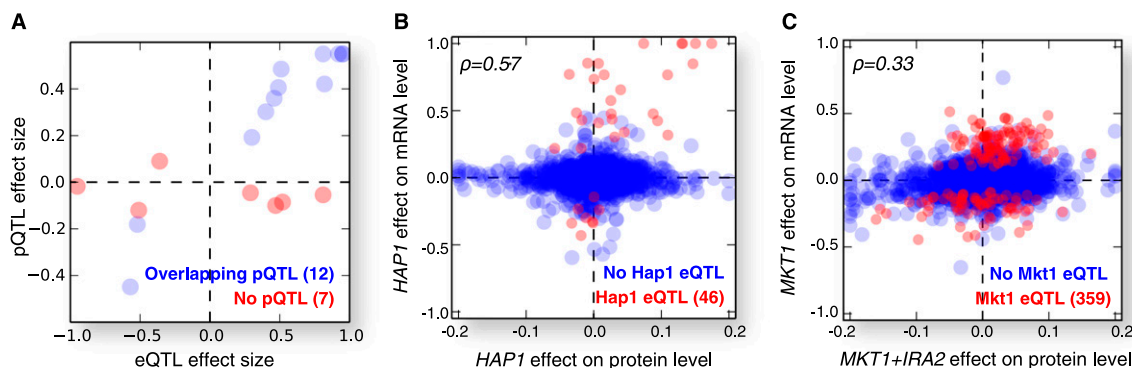 A
pQTL effect size
0.4
0.2
0.0
−0.2
−0.4
Overlapping pQTL (12)
No pQTL (7)
−1.0 −0.5 0.0 0.5 1.0
eQTL effect size
B
HAP1 effect on mRNA level
1.0
0.5
0.0
-0.5
-1.0
ρ=0.57
No Hap1 eQTL
Hap1 eQTL (46)
-0.2 -0.1 0.0 0.1 0.2
HAP1 effect on protein level
C
MKT1 effect on mRNA level
1.0
0.5
0.0
-0.5
-1.0
ρ=0.33
No Mkt1 eQTL
Mkt1 eQTL (359)
-0.2 -0.1 0.0 0.1 0.2
MKT1+IRA2 effect on protein level